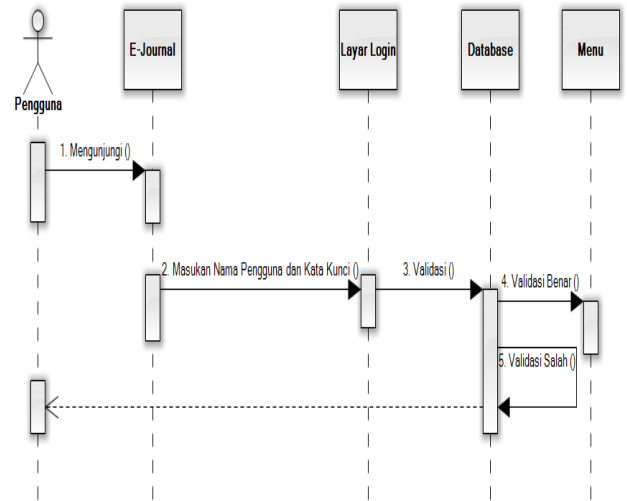 E-Journal
Layar Login
Database
Menu
Pengguna
1. Mengunjungi ()
2. Masukan Nama Pengguna dan Kata Kunci ()
3. Validasi ()
4. Validasi Benar ()
5. Validasi Salah ()